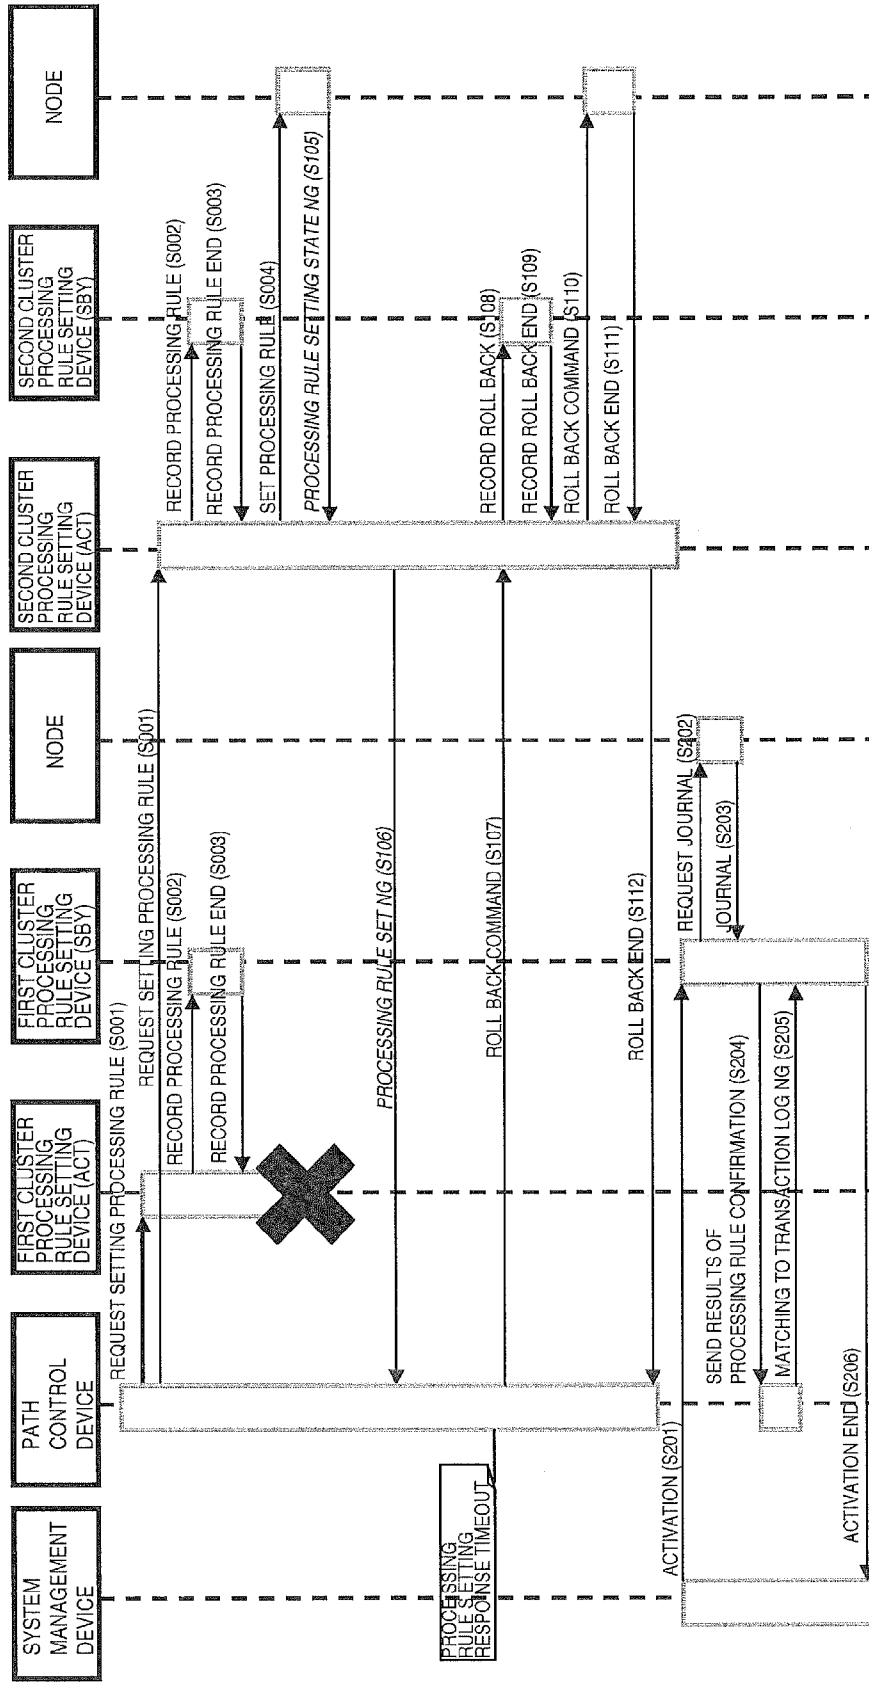 SYSTEM
MANAGEMENT
DEVICE
PATH
CONTROL
DEVICE
FIRST CLUSTER
PROCESSING
RULE SETTING
DEVICE (ACT)
FIRST CLUSTER
PROCESSING
RULE SETTING
DEVICE (SBY)
NODE
SECOND CLUSTER
PROCESSING
RULE SETTING
DEVICE (ACT)
SECOND CLUSTER
PROCESSING
RULE SETTING
DEVICE (SBY)
NODE
REQUEST SETTING PROCESSING RULE (S001)
REQUEST SETTING PROCESSING RULE (S001)
RECORD PROCESSING RULE (S002)
RECORD PROCESSING RULE END (S003)
RECORD PROCESSING RULE (S002)
RECORD PROCESSING RULE END (S003)
SET PROCESSING RULE (S004)
PROCESSING RULE SETTING STATE NG (S105)
PROCESSING RULE SET NG (S106)
PROCESSING
RULE SETTING
RESPONSE TIMEOUT
ROLL BACK COMMAND (S107)
RECORD ROLL BACK (S108)
RECORD ROLL BACK END (S109)
ROLL BACK COMMAND (S110)
ROLL BACK END (S111)
ROLL BACK END (S112)
ACTIVATION (S201)
REQUEST JOURNAL (S202)
JOURNAL (S203)
SEND RESULTS OF
PROCESSING RULE CONFIRMATION (S204)
MATCHING TO TRANSACTION LOG NG (S205)
ACTIVATION END (S206)